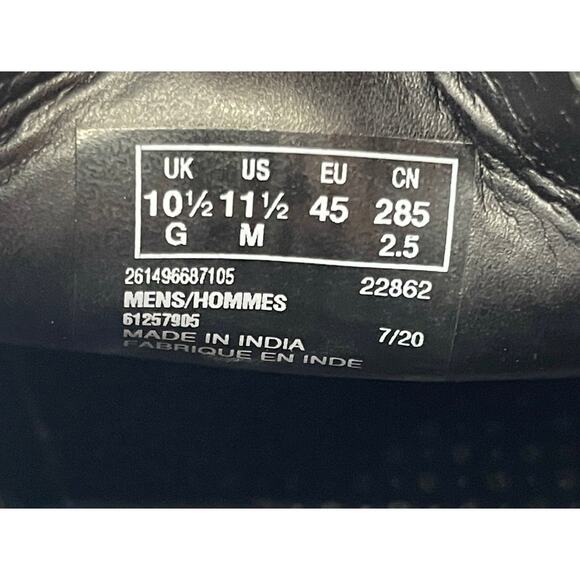 UK US EU CN
10½ 11½ 45 285
G M 2.5
261496687105 22862
MENS/HOMMES
61257905 7/20
MADE IN INDIA
FABRIQUE EN INDE